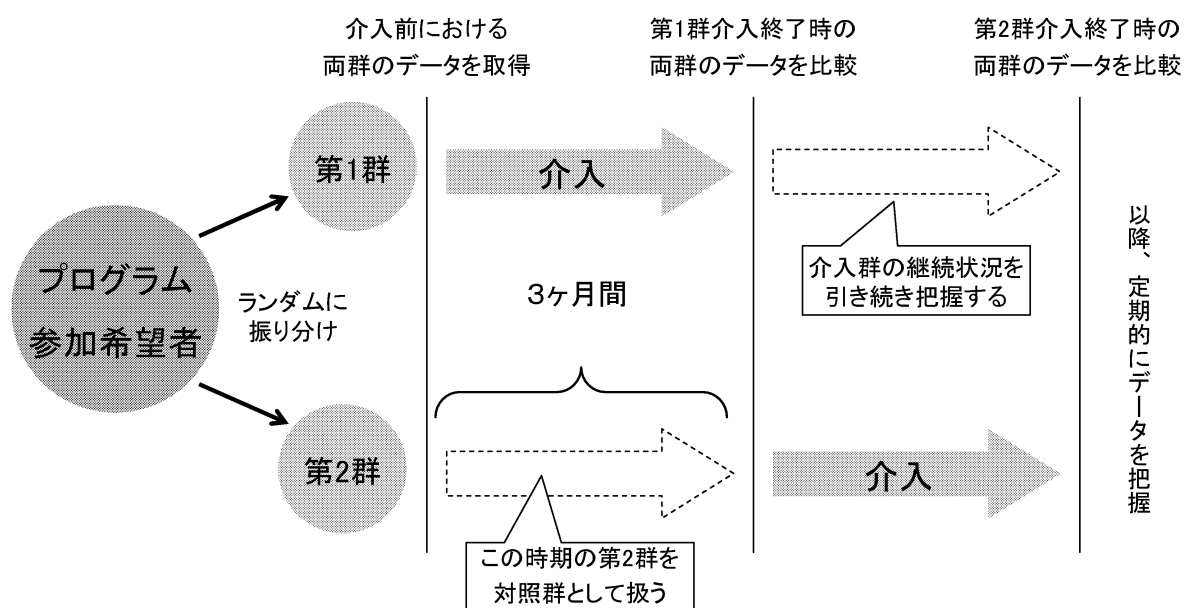 介入前における
両群のデータを取得
第1群介入終了時の
両群のデータを比較
第2群介入終了時の
両群のデータを比較
第1群
介入
プログラム
参加希望者
ランダムに
振り分け
3ヶ月間
介入群の継続状況を
引き続き把握する
第2群
介入
この時期の第2群を
対照群として扱う
以降、定期的にデータを把握